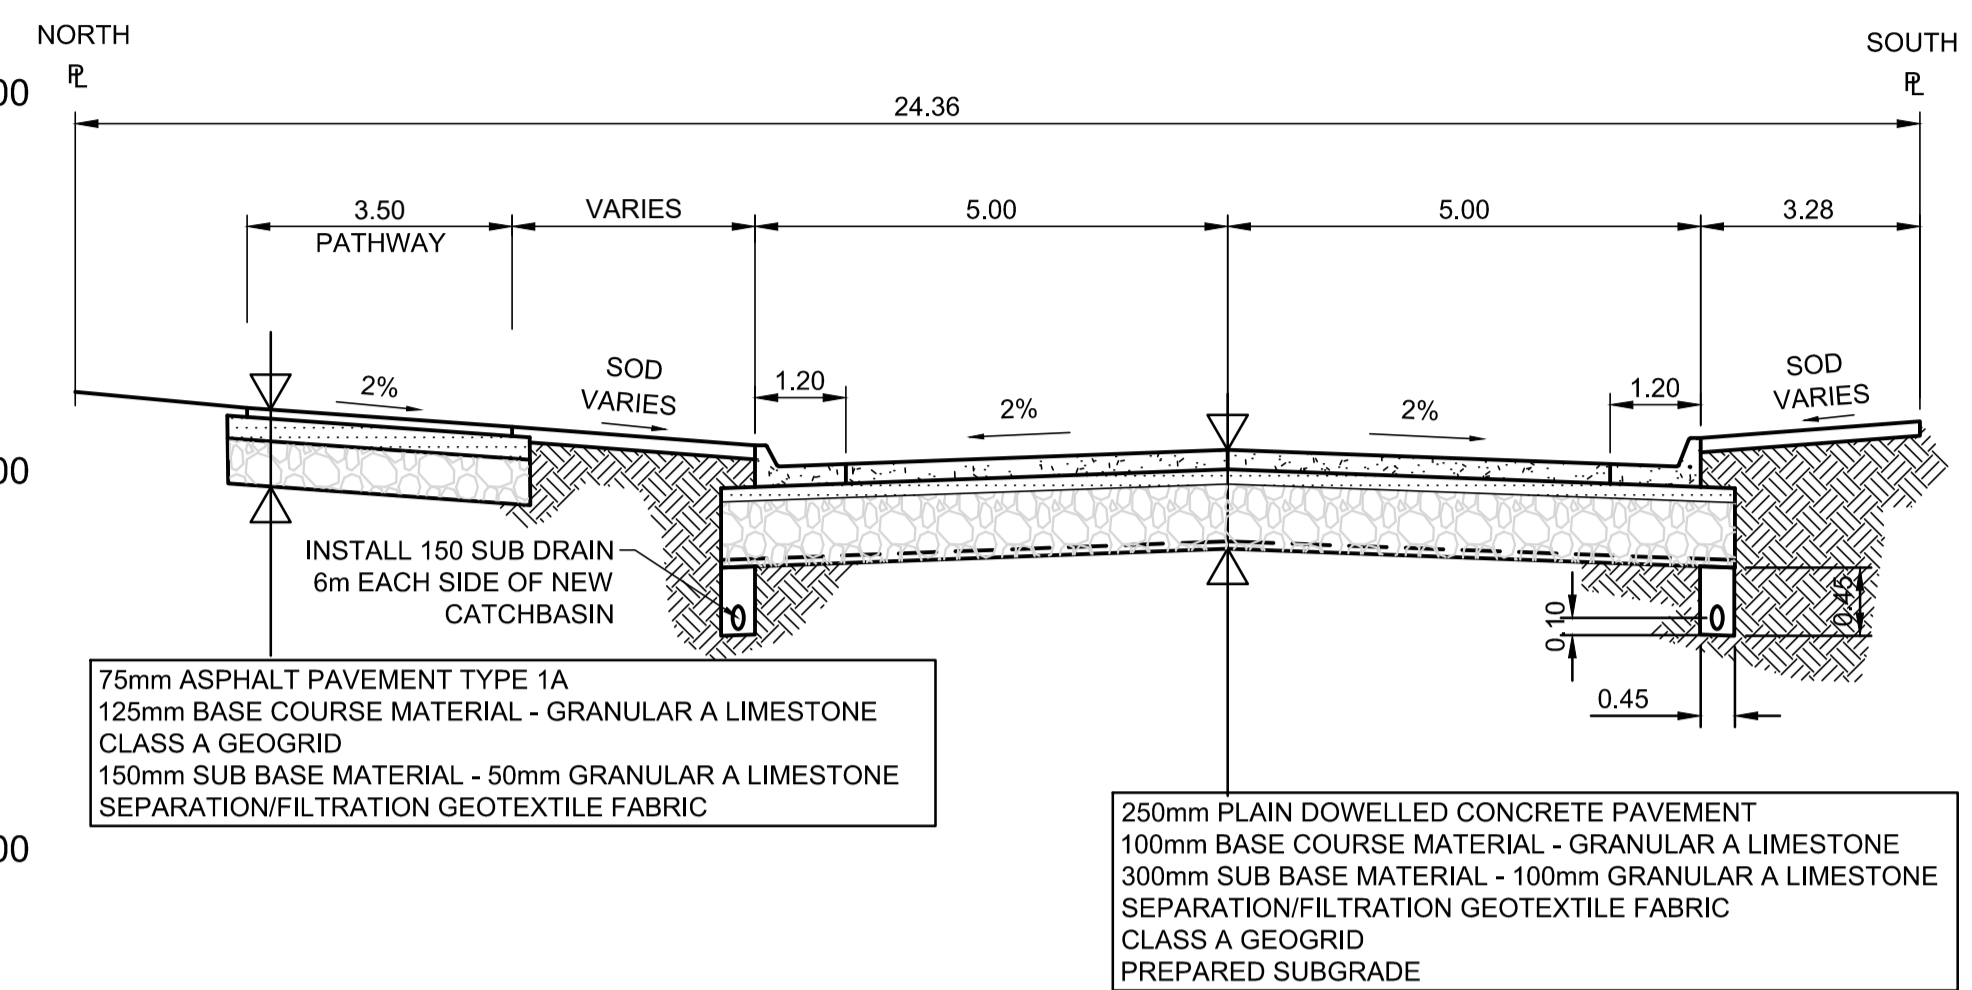 NORTH
SOUTH
PL
PL
00
24.36
3.50
VARIES
5.00
5.00
3.28
PATHWAY
2%
SOD
VARIES
1.20
2%
2%
1.20
SOD
VARIES
00
INSTALL 150 SUB DRAIN
6m EACH SIDE OF NEW
CATCHBASIN
0.10
0.45
0.45
75mm ASPHALT PAVEMENT TYPE 1A
125mm BASE COURSE MATERIAL - GRANULAR A LIMESTONE
CLASS A GEOGRID
150mm SUB BASE MATERIAL - 50mm GRANULAR A LIMESTONE
SEPARATION/FILTRATION GEOTEXTILE FABRIC
00
250mm PLAIN DOWELLED CONCRETE PAVEMENT
100mm BASE COURSE MATERIAL - GRANULAR A LIMESTONE
300mm SUB BASE MATERIAL - 100mm GRANULAR A LIMESTONE
SEPARATION/FILTRATION GEOTEXTILE FABRIC
CLASS A GEOGRID
PREPARED SUBGRADE